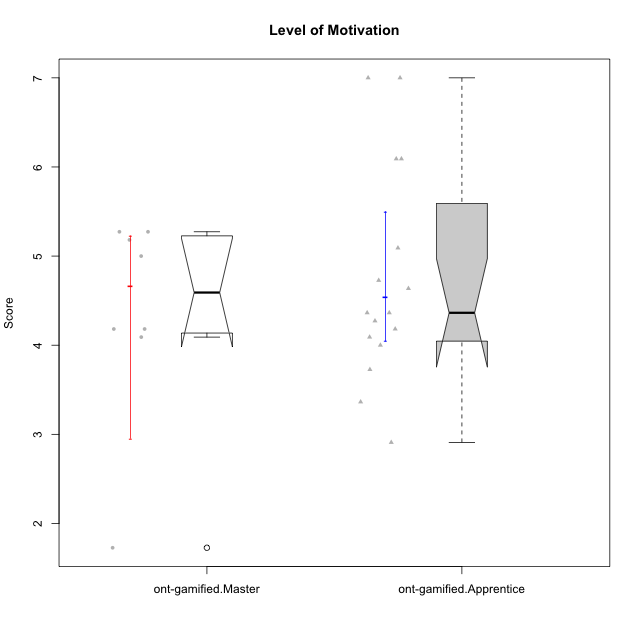 Level of Motivation
Score
7
6
5
4
3
2
ont-gamified.Master
ont-gamified.Apprentice